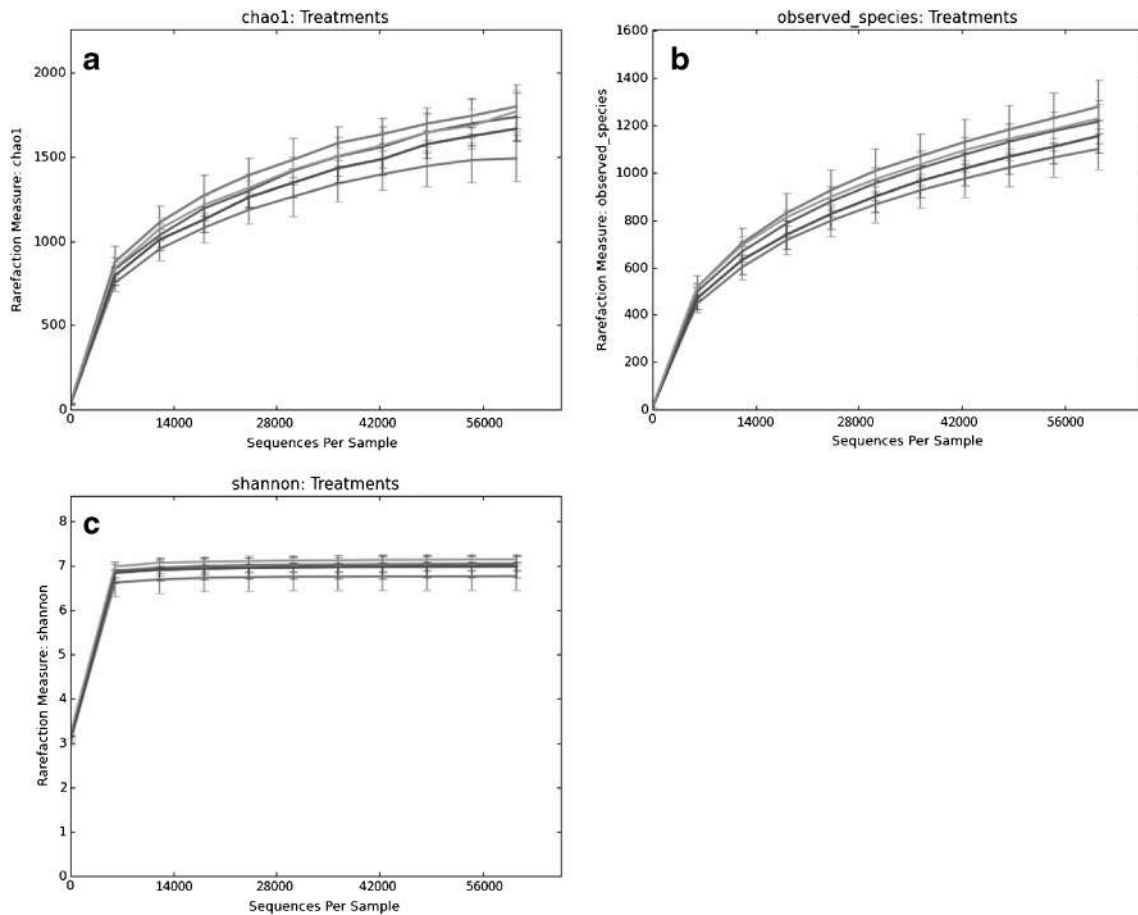 chao1: Treatments
a
Rarefaction Measure: chao1
2000
1500
1000
500
0
0 14000 28000 42000 56000
Sequences Per Sample
observed_species: Treatments
b
Rarefaction Measure: observed_species
1600
1400
1200
1000
800
600
400
200
0
0 14000 28000 42000 56000
Sequences Per Sample
shannon: Treatments
c
Rarefaction Measure: shannon
8
7
6
5
4
3
2
1
0
0 14000 28000 42000 56000
Sequences Per Sample